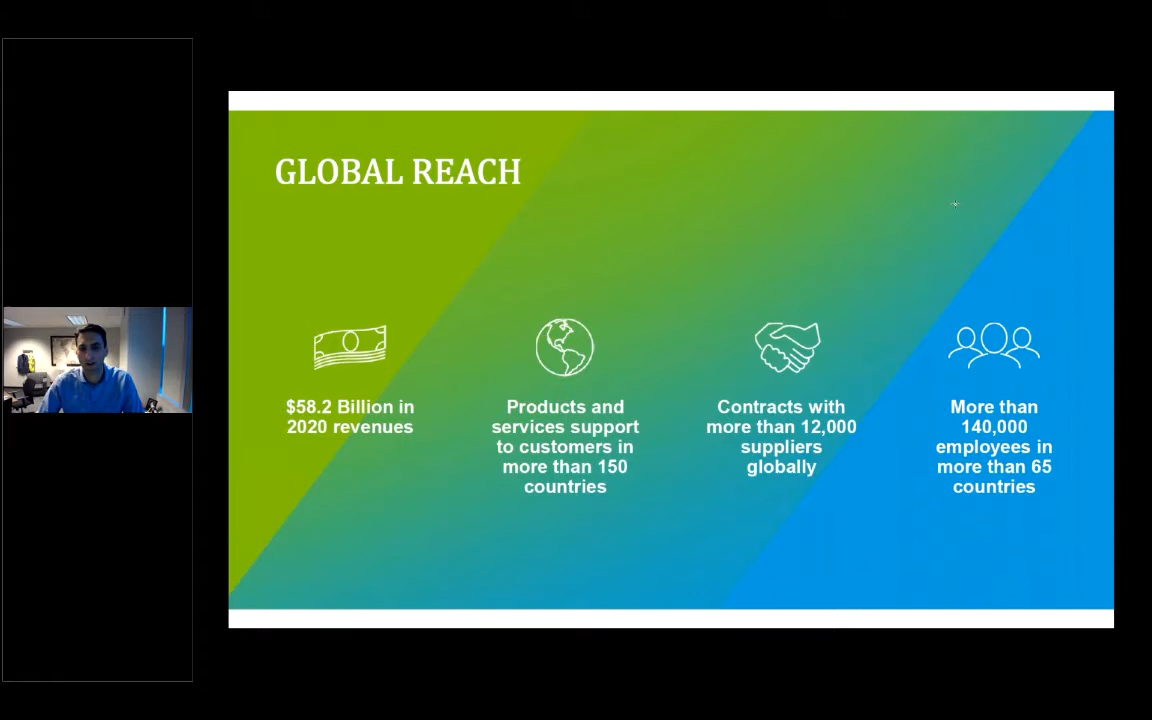 GLOBAL REACH
$58.2 Billion in
2020 revenues
Products and
services support
to customers in
more than 150
countries
Contracts with
more than 12,000
suppliers
globally
More than
140,000
employees in
more than 65
countries